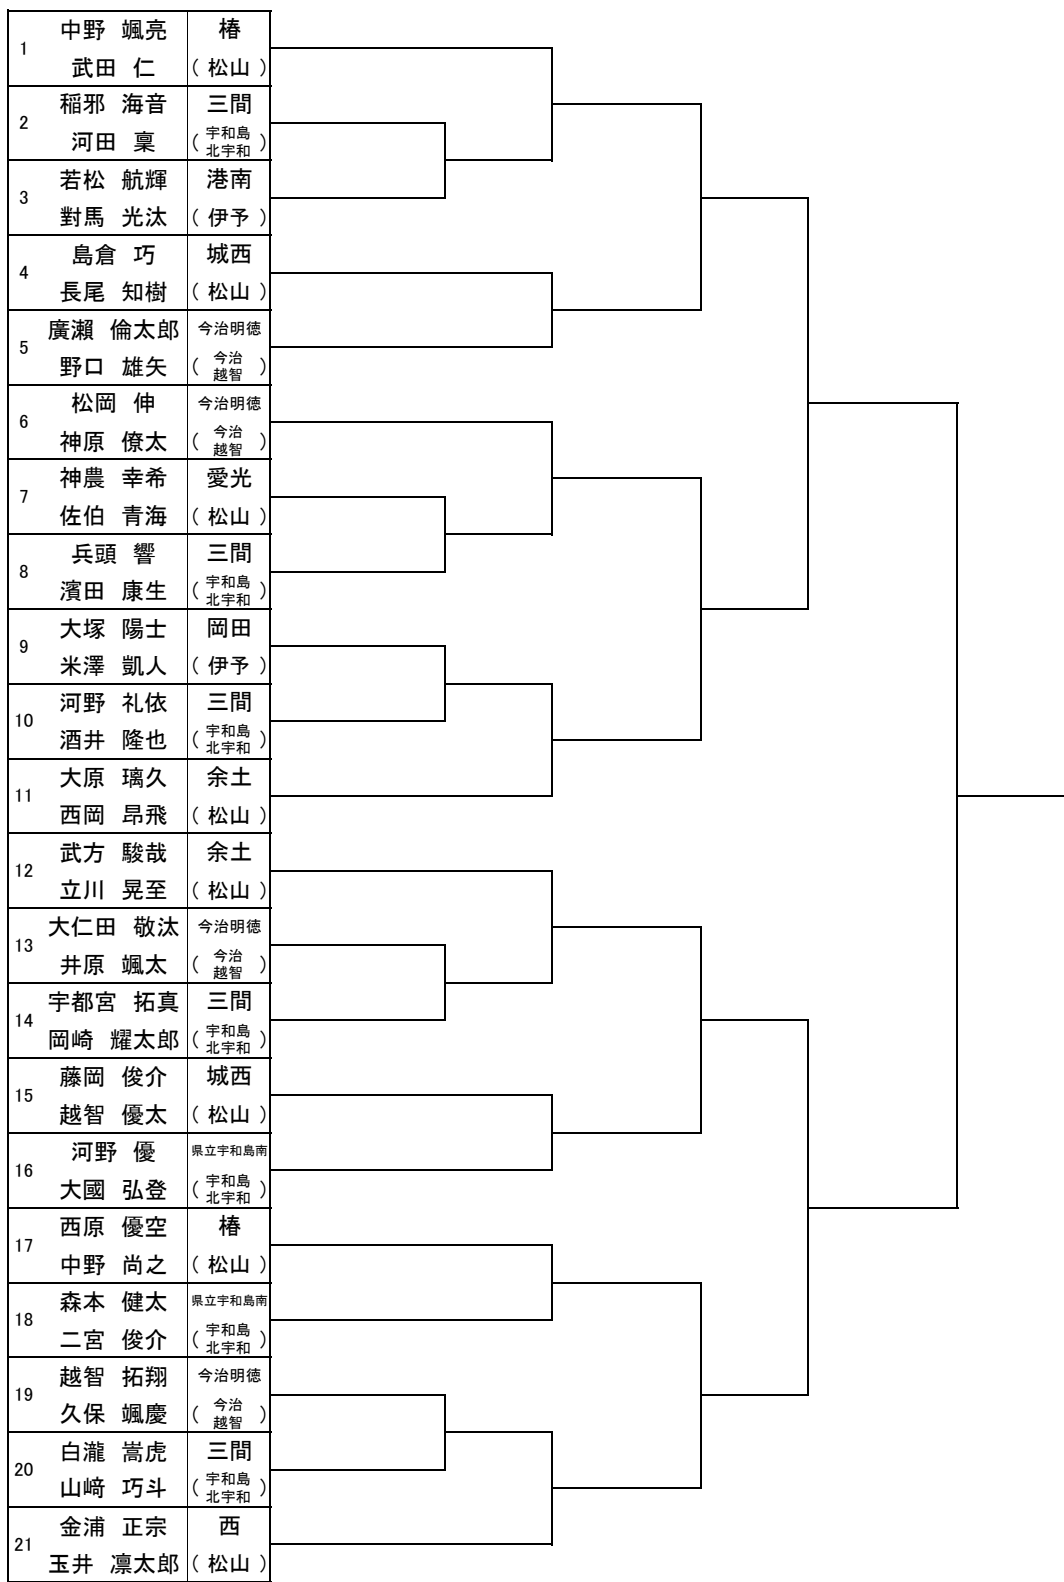 1 中野 颯亮 椿
武田 仁 ( 松山 )
2 稲邪 海音 三間
河田 稟 ( 宇和島 北宇和 )
3 若松 航輝 港南
對馬 光汰 ( 伊予 )
4 島倉 巧 城西
長尾 知樹 ( 松山 )
5 廣瀬 倫太郎 今治明徳
野口 雄矢 ( 今治 越智 )
6 松岡 伸 今治明徳
神原 僚太 ( 今治 越智 )
7 神農 幸希 愛光
佐伯 青海 ( 松山 )
8 兵頭 響 三間
濱田 康生 ( 宇和島 北宇和 )
9 大塚 陽士 岡田
米澤 凱人 ( 伊予 )
10 河野 礼依 三間
酒井 隆也 ( 宇和島 北宇和 )
11 大原 璃久 余土
西岡 昂飛 ( 松山 )
12 武方 駿哉 余土
立川 晃至 ( 松山 )
13 大仁田 敬汰 今治明徳
井原 颯太 ( 今治 越智 )
14 宇都宮 拓真 三間
岡崎 耀太郎 ( 宇和島 北宇和 )
15 藤岡 俊介 城西
越智 優太 ( 松山 )
16 河野 優 県立宇和島南
大國 弘登 ( 宇和島 北宇和 )
17 西原 優空 椿
中野 尚之 ( 松山 )
18 森本 健太 県立宇和島南
二宮 俊介 ( 宇和島 北宇和 )
19 越智 拓翔 今治明徳
久保 颯慶 ( 今治 越智 )
20 白瀧 嵩虎 三間
山﨑 巧斗 ( 宇和島 北宇和 )
21 金浦 正宗 西
玉井 凛太郎 ( 松山 )